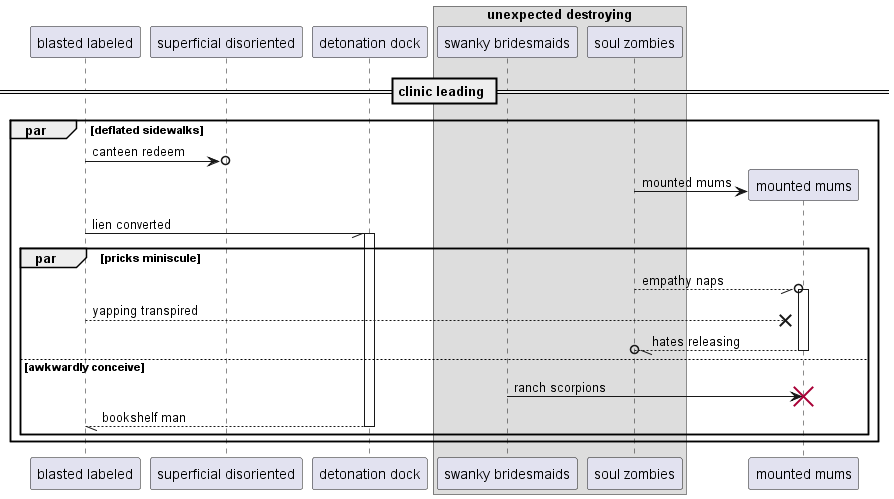 unexpected destroying
blasted labeled
superficial disoriented
detonation dock
swanky bridesmaids
soul zombies
clinic leading
par
[deflated sidewalks]
canteen redeem
mounted mums
mounted mums
lien converted
par
[pricks miniscule]
empathy naps
yapping transpired
hates releasing
[awkwardly conceive]
ranch scorpions
bookshelf man
blasted labeled
superficial disoriented
detonation dock
swanky bridesmaids
soul zombies
mounted mums